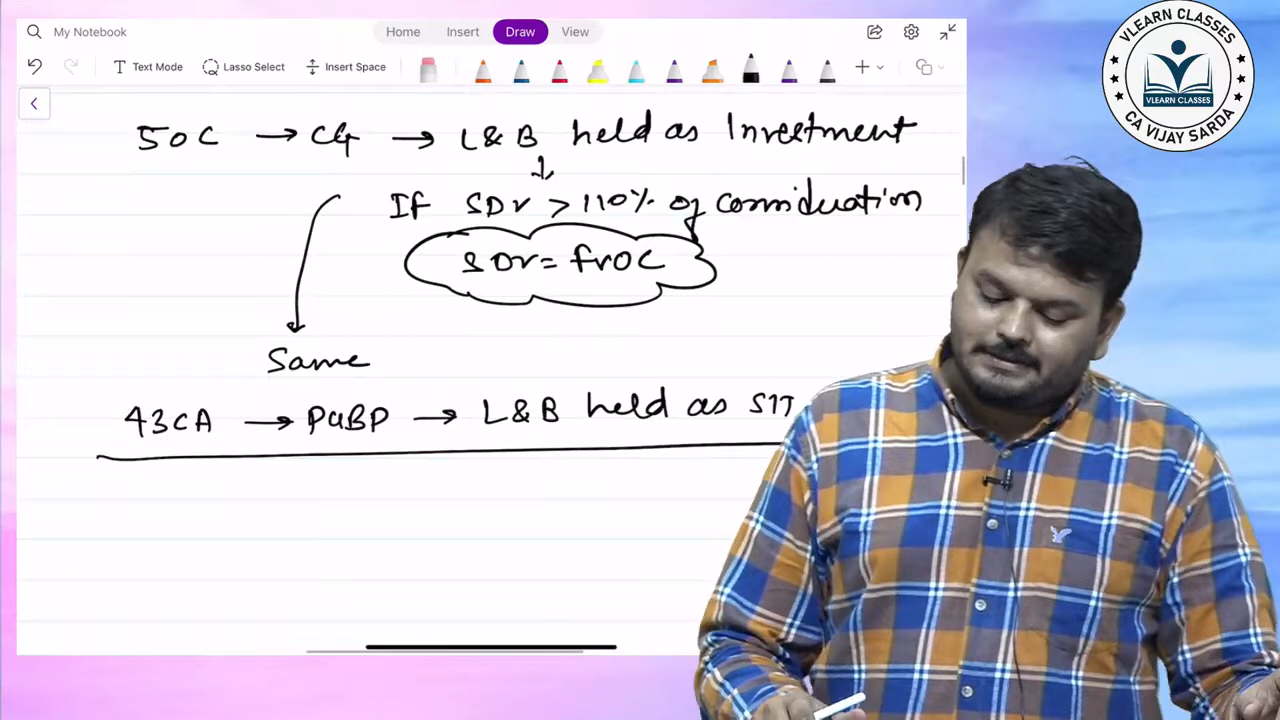 My Notebook
Home Insert Draw View
Text Mode Lasso Select Insert Space
50C → CG → L&B held as Investment
If SDV > 110% of consideration
SDV = FVOC
Same
43CA → PGBP → L&B held as SIT
VLEARN CLASSES
VLEARN CLASSES
CA VIJAY SARDA